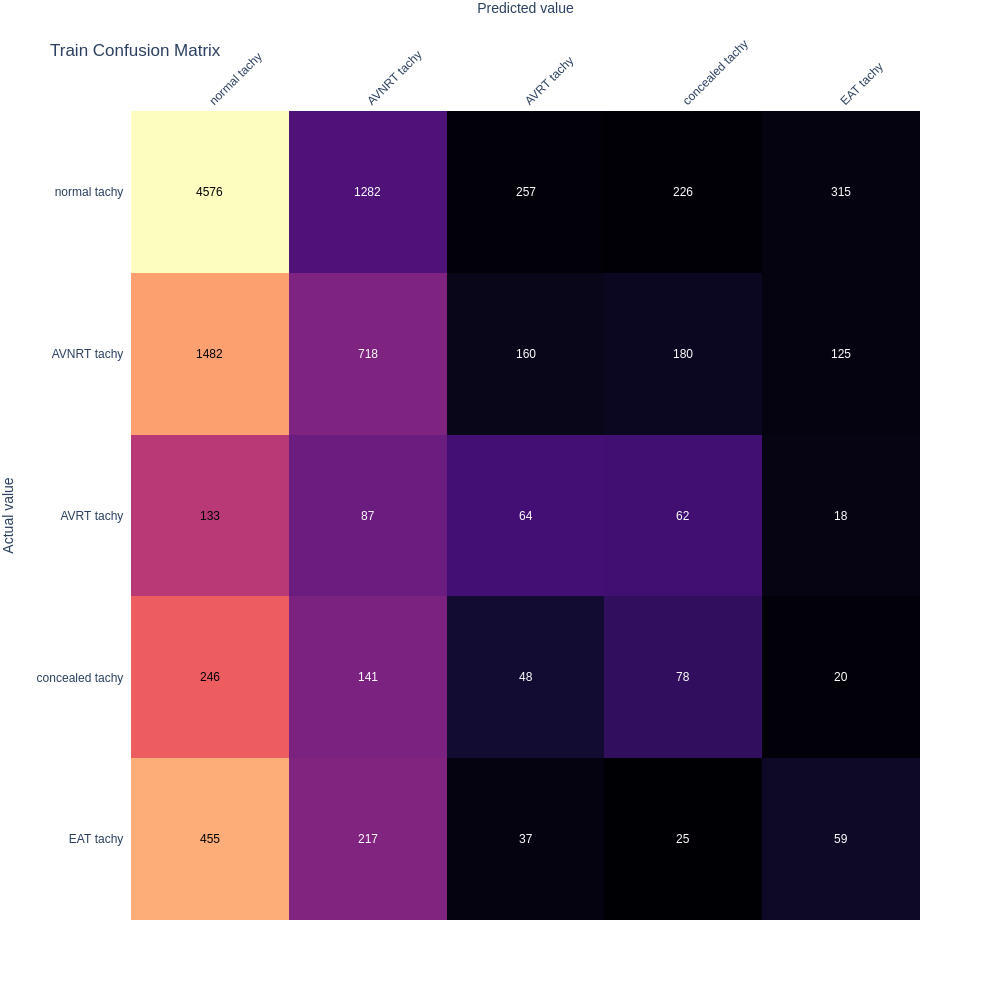 Predicted value
Train Confusion Matrix
normal tachy
AVNRT tachy
AVRT tachy
concealed tachy
EAT tachy
Actual value
normal tachy 4576 1282 257 226 315
AVNRT tachy 1482 718 160 180 125
AVRT tachy 133 87 64 62 18
concealed tachy 246 141 48 78 20
EAT tachy 455 217 37 25 59